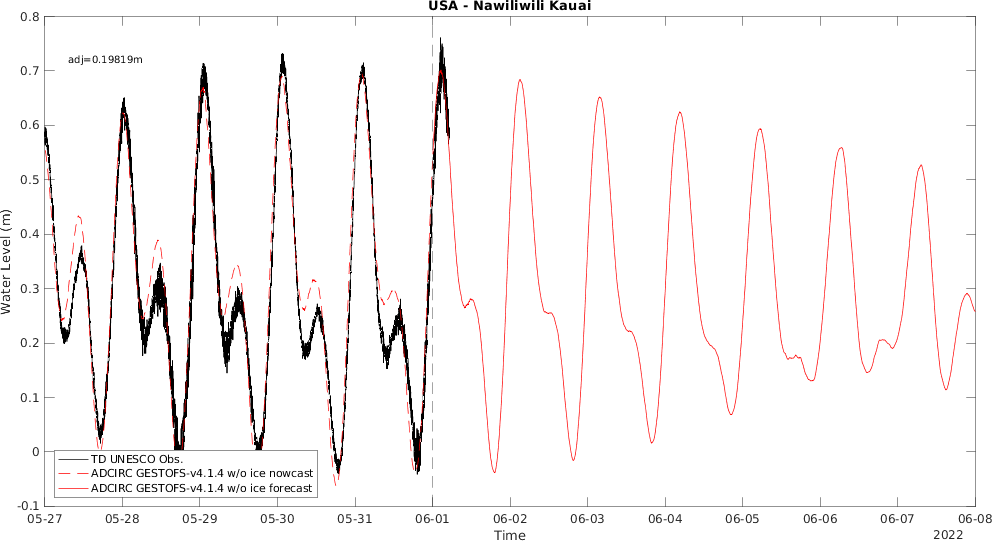 USA - Nawiliwili Kauai
0.8
0.7
0.6
0.5
0.4
0.3
0.2
0.1
0
-0.1
Water Level (m)
adj=0.19819m
TD UNESCO Obs.
ADCIRC GESTOFS-v4.1.4 w/o ice nowcast
ADCIRC GESTOFS-v4.1.4 w/o ice forecast
05-27 05-28 05-29 05-30 05-31 06-01 06-02 06-03 06-04 06-05 06-06 06-07 06-08
Time
2022